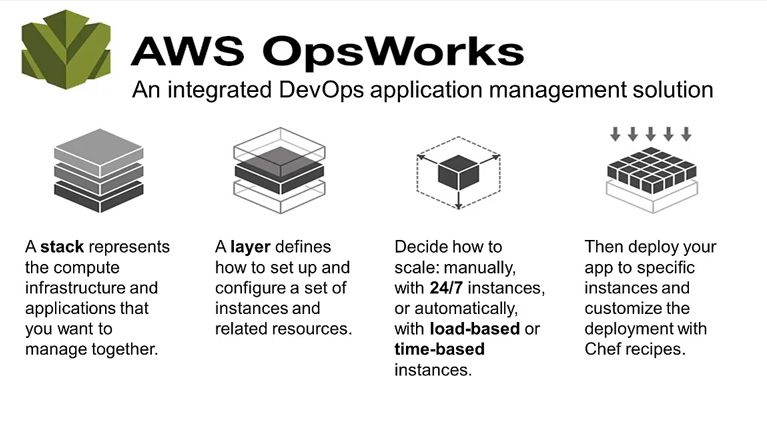 AWS OpsWorks
An integrated DevOps application management solution
A stack represents
the compute
infrastructure and
applications that
you want to
manage together.
A layer defines
how to set up and
configure a set of
instances and
related resources.
Decide how to
scale: manually,
with 24/7 instances,
or automatically,
with load-based or
time-based
instances.
Then deploy your
app to specific
instances and
customize the
deployment with
Chef recipes.